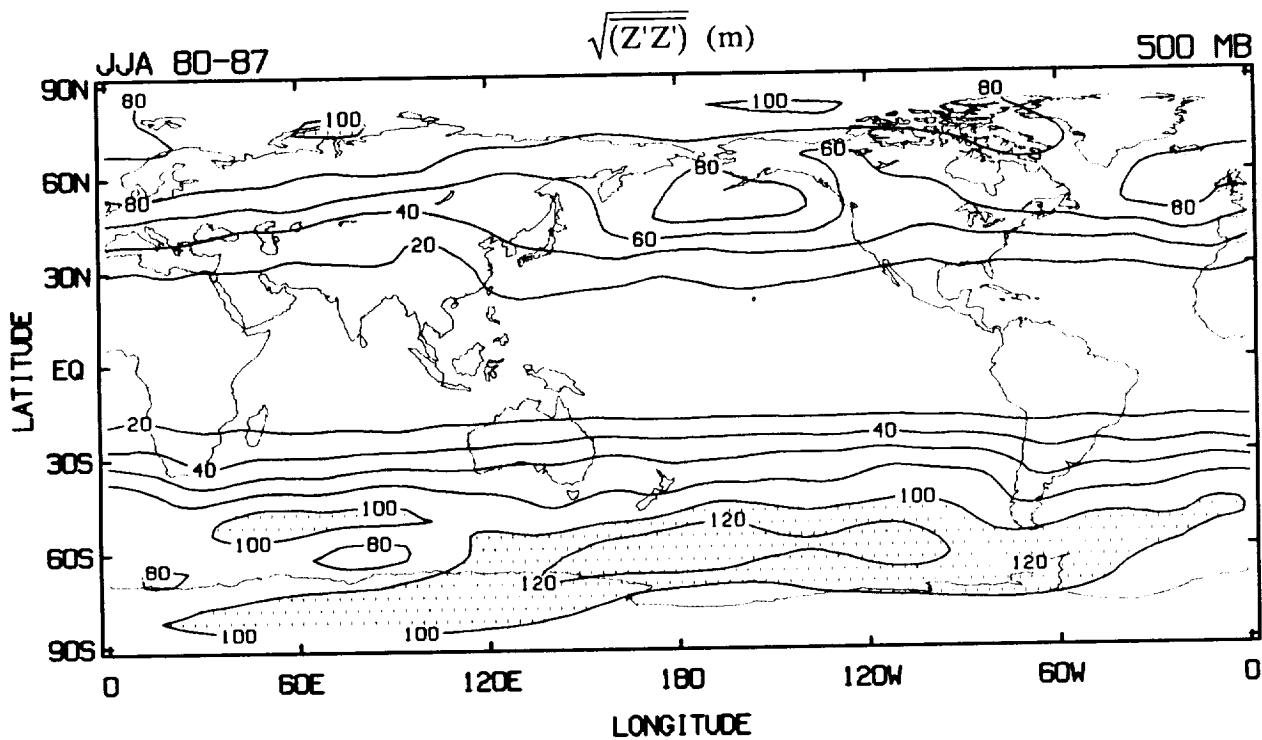 √(Z'Z') (m)
JJA 80-87 500 MB
90N 80 100 100 80
60N 80 40 60 80 60 80
20 60
30N
LATITUDE
EQ
20 40
30S 40
100 120 100
60S 100 80 120
80 120
100 100
90S
0 60E 120E 180 120W 60W 0
LONGITUDE